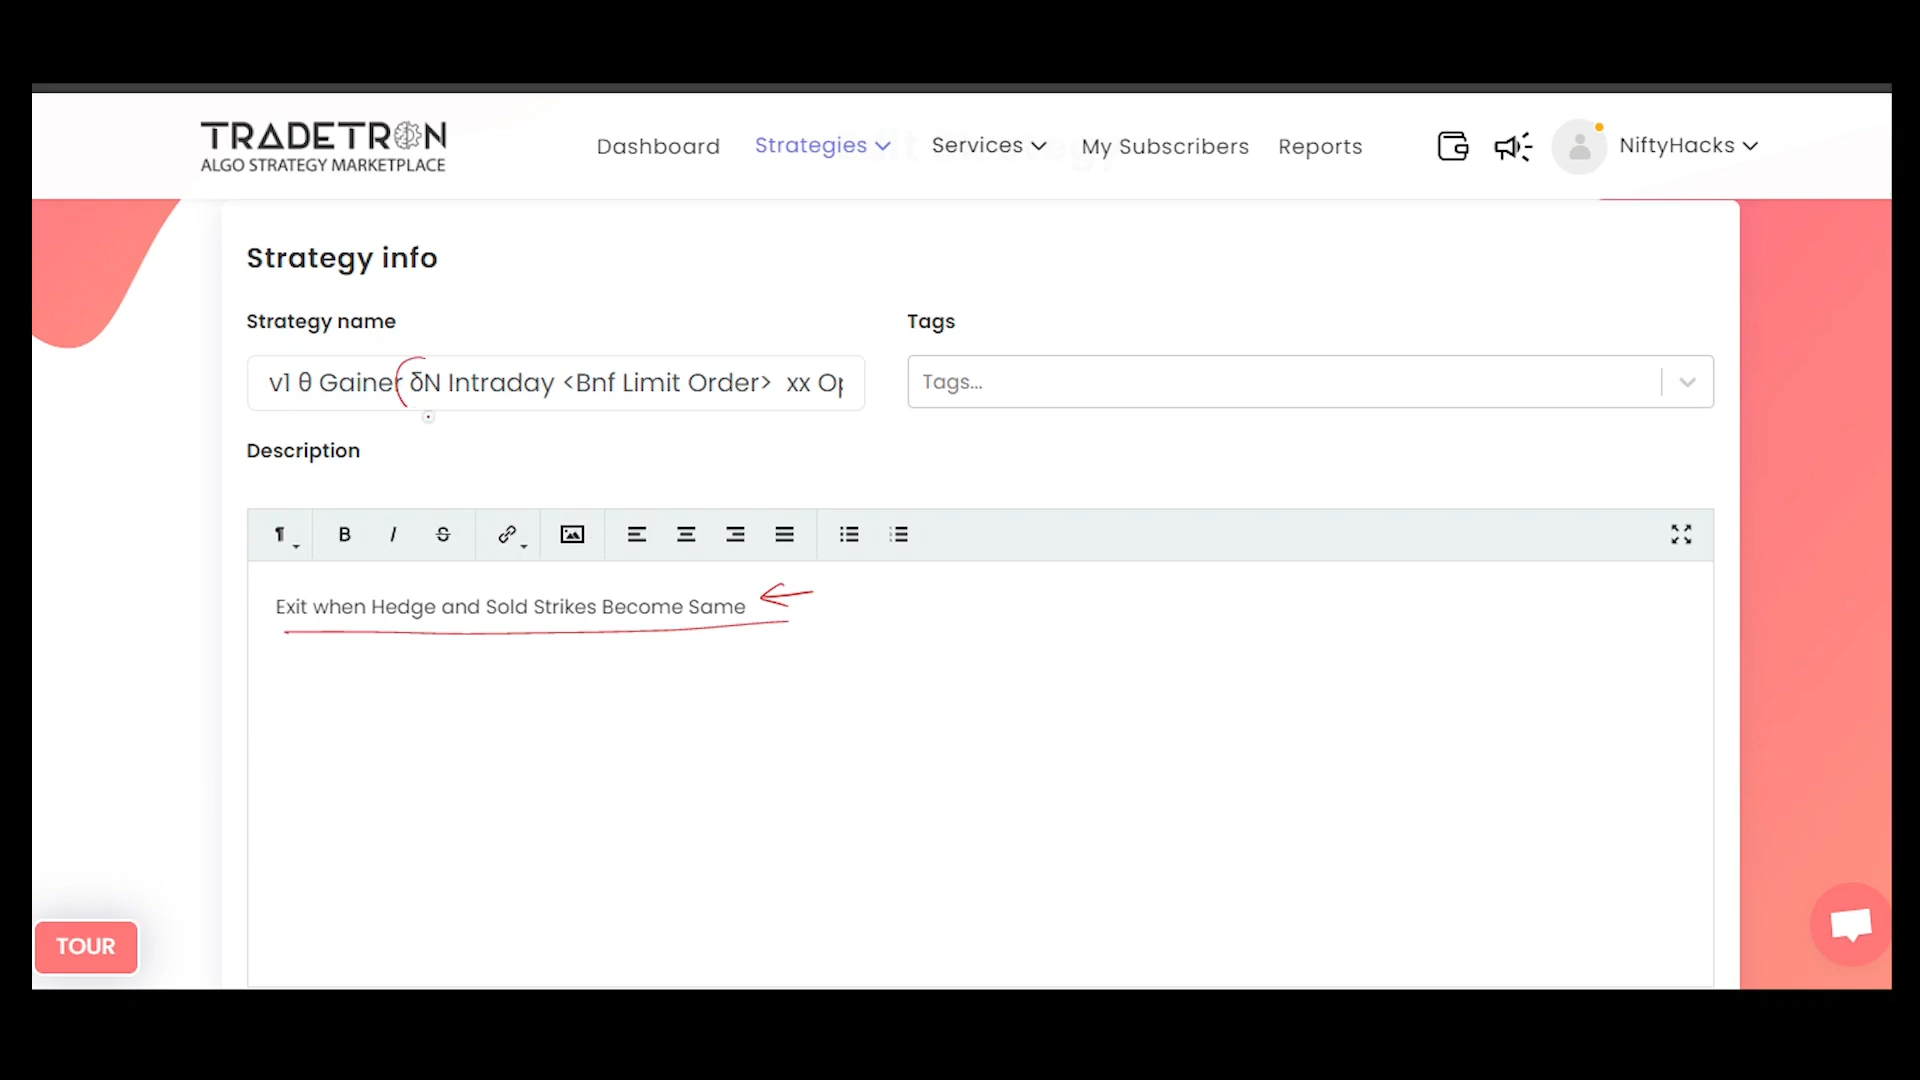 TRADETRON
ALGO STRATEGY MARKETPLACE
Dashboard
Strategies
Services
My Subscribers
Reports
NiftyHacks
Strategy info
Strategy name
Tags
v1 θ Gainer δN Intraday <Bnf Limit Order> xx Op
Tags...
Description
Exit when Hedge and Sold Strikes Become Same
TOUR